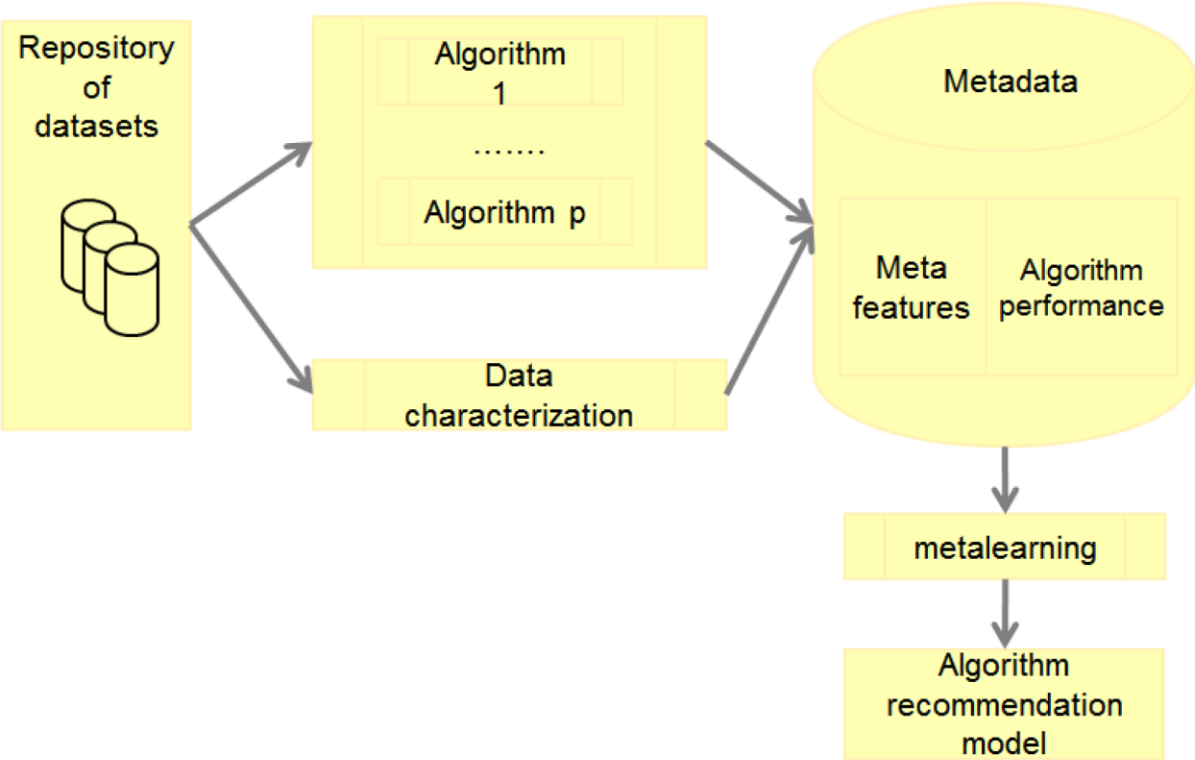 Repository
of
datasets
Algorithm
1
.......
Algorithm p
Data
characterization
Metadata
Meta
features
Algorithm
performance
metalearning
Algorithm
recommendation
model